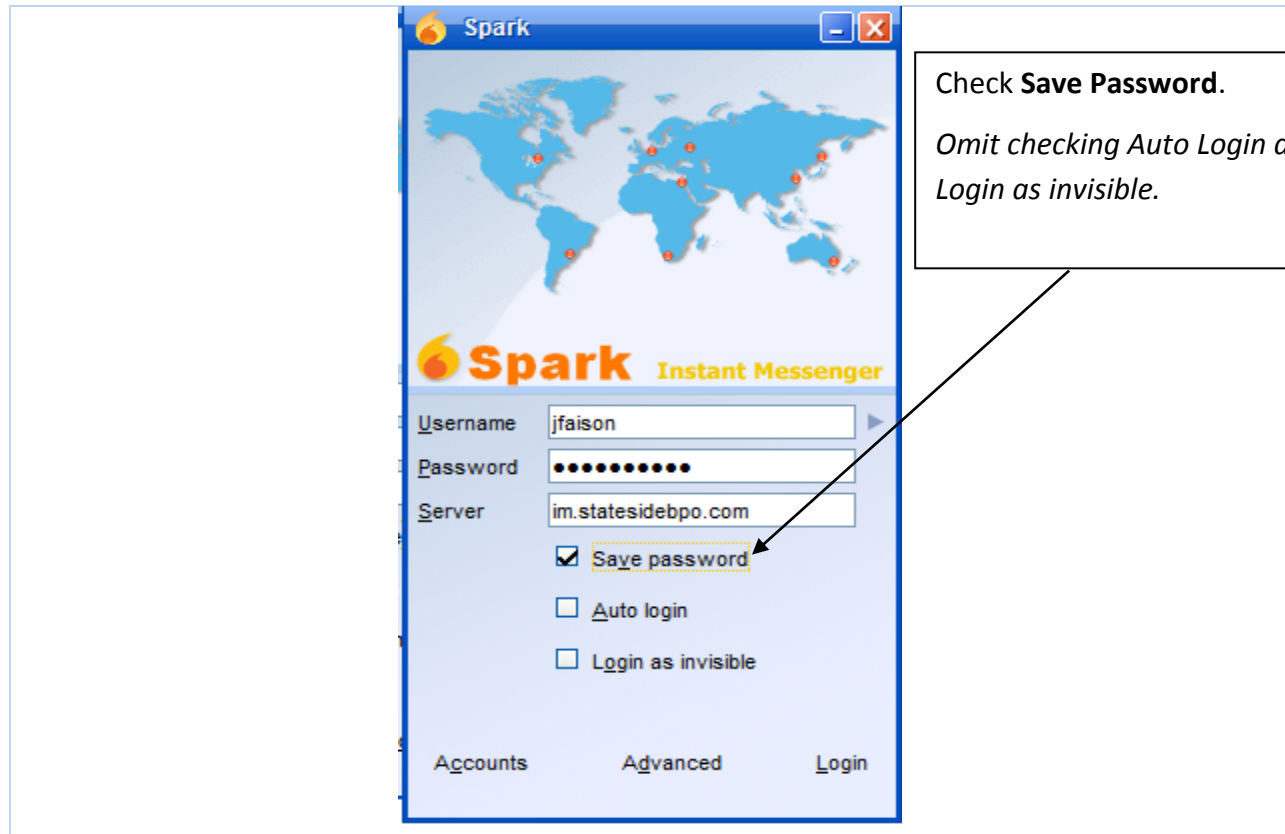 Spark
Check Save Password.
Omit checking Auto Login
Login as invisible.
Spark Instant Messenger
Username jfaison
Password ••••••••••
Server im.statesidebpo.com
Save password
Auto login
Login as invisible
Accounts Advanced Login